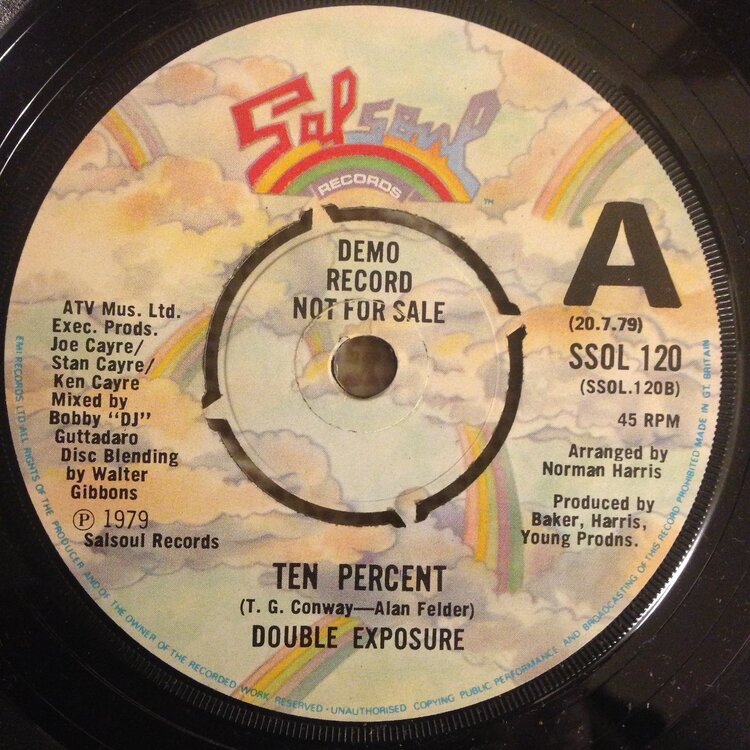 Salsoul
RECORDS
™
DEMO
RECORD
NOT FOR SALE
A
(20.7.79)
SSOL 120
(SSOL.120B)
45 RPM
Arranged by
Norman Harris
Produced by
Baker, Harris,
Young Prodns.
ATV Mus. Ltd.
Exec. Prods.
Joe Cayre/
Stan Cayre/
Ken Cayre
Mixed by
Bobby "DJ"
Guttadaro
Disc Blending
by Walter
Gibbons
Ⓟ 1979
Salsoul Records
TEN PERCENT
(T. G. Conway—Alan Felder)
DOUBLE EXPOSURE
EMI RECORDS LTD. ALL RIGHTS OF THE PRODUCER AND OF THE OWNER OF THE RECORDED WORK RESERVED · UNAUTHORISED COPYING PUBLIC PERFORMANCE AND BROADCASTING OF THIS RECORD PROHIBITED MADE IN GT. BRITAIN